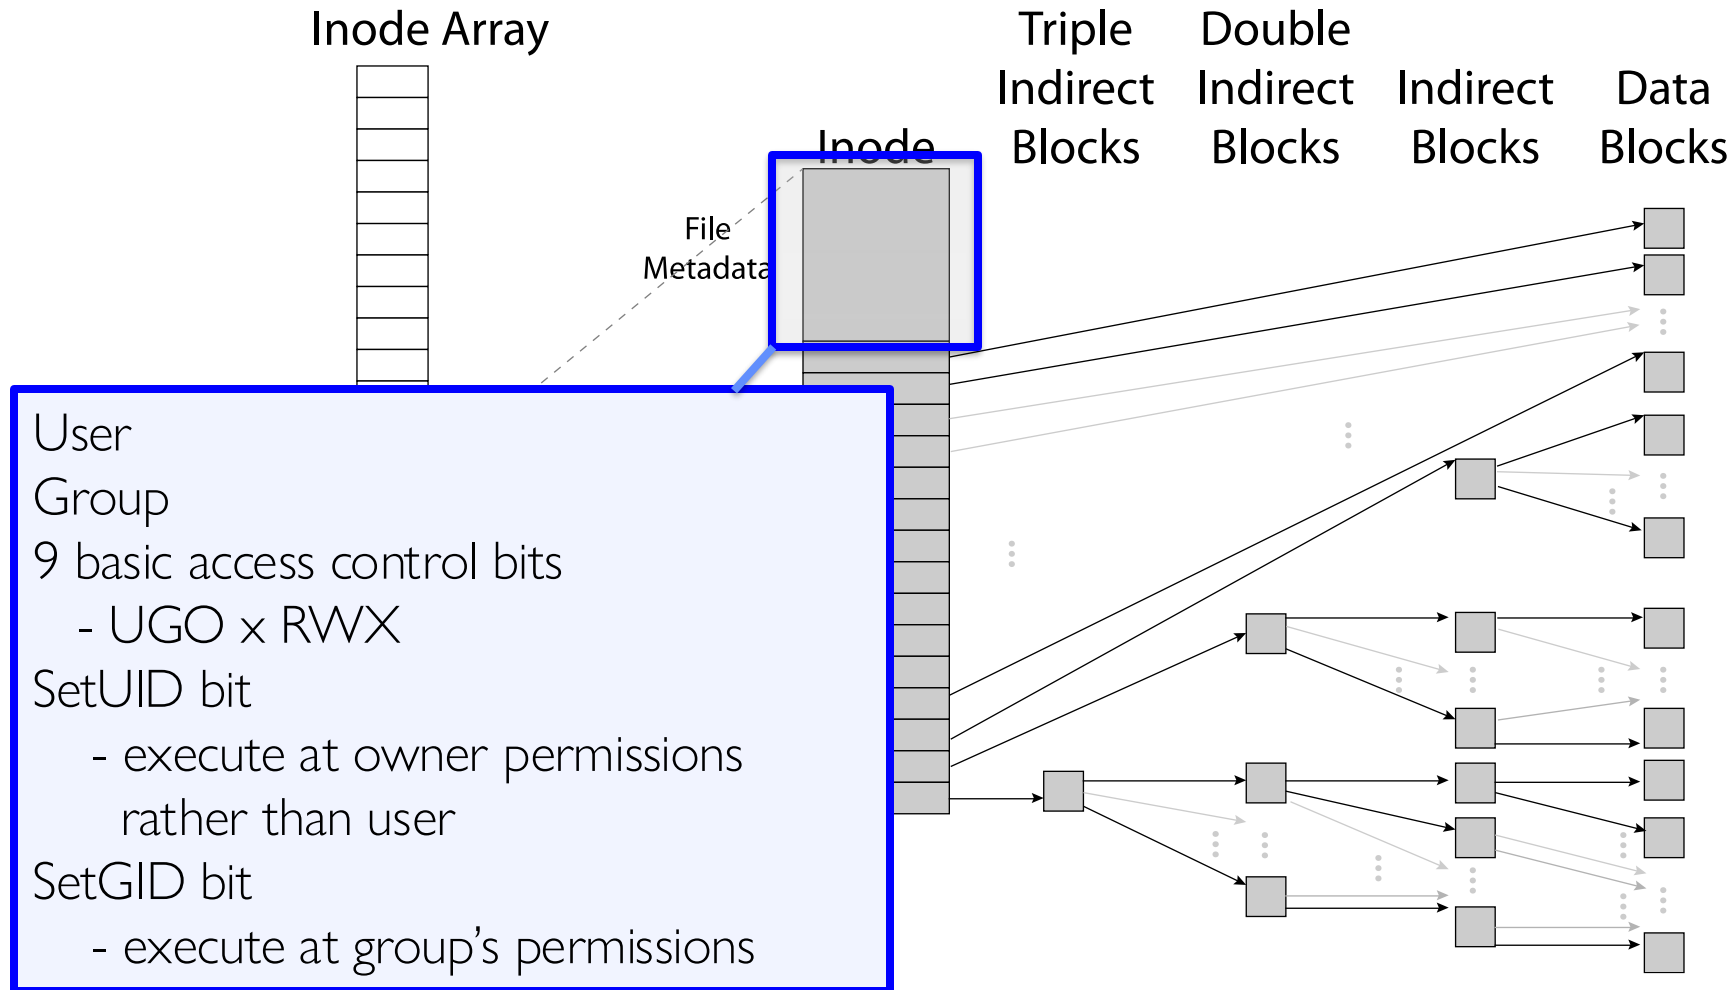 Inode Array
Triple
Indirect
Blocks
Double
Indirect
Blocks
Indirect
Blocks
Data
Blocks
Inode
File
Metadata
User
Group
9 basic access control bits
- UGO x RWX
SetUID bit
- execute at owner permissions
rather than user
SetGID bit
- execute at group’s permissions